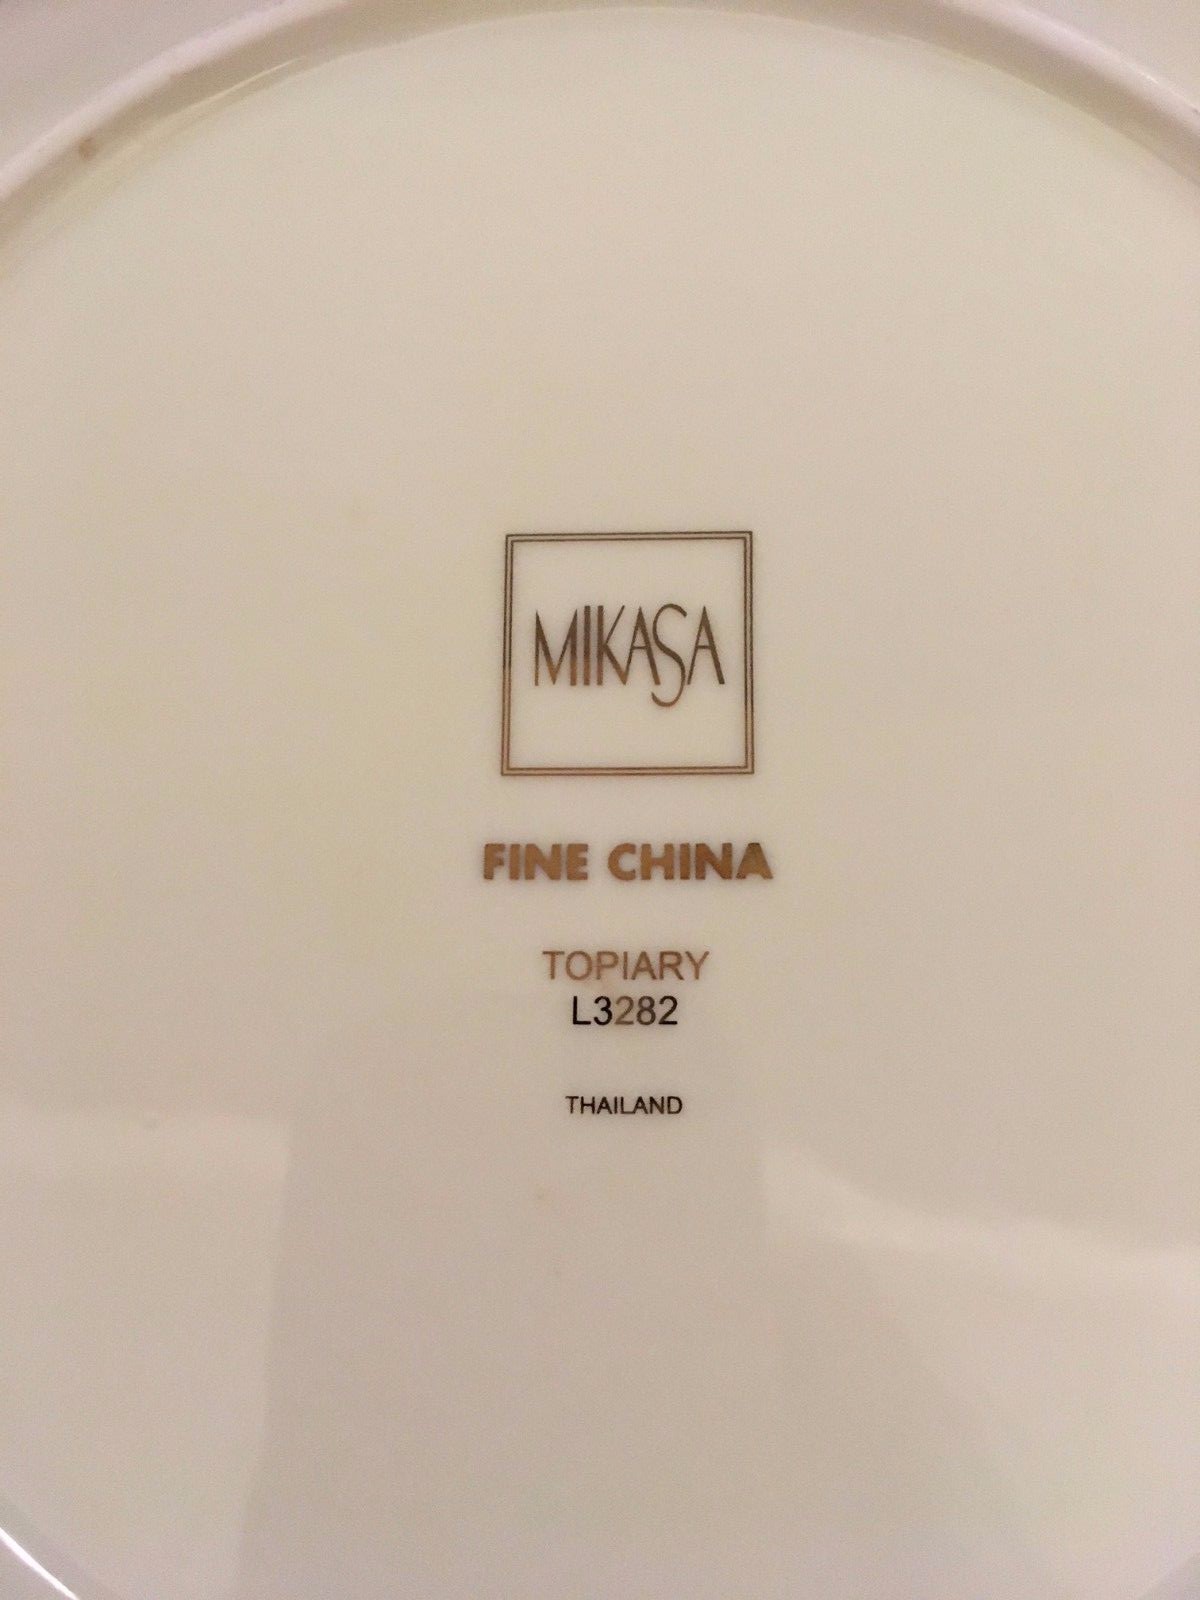 MIKASA
FINE CHINA
TOPIARY
L3282
THAILAND